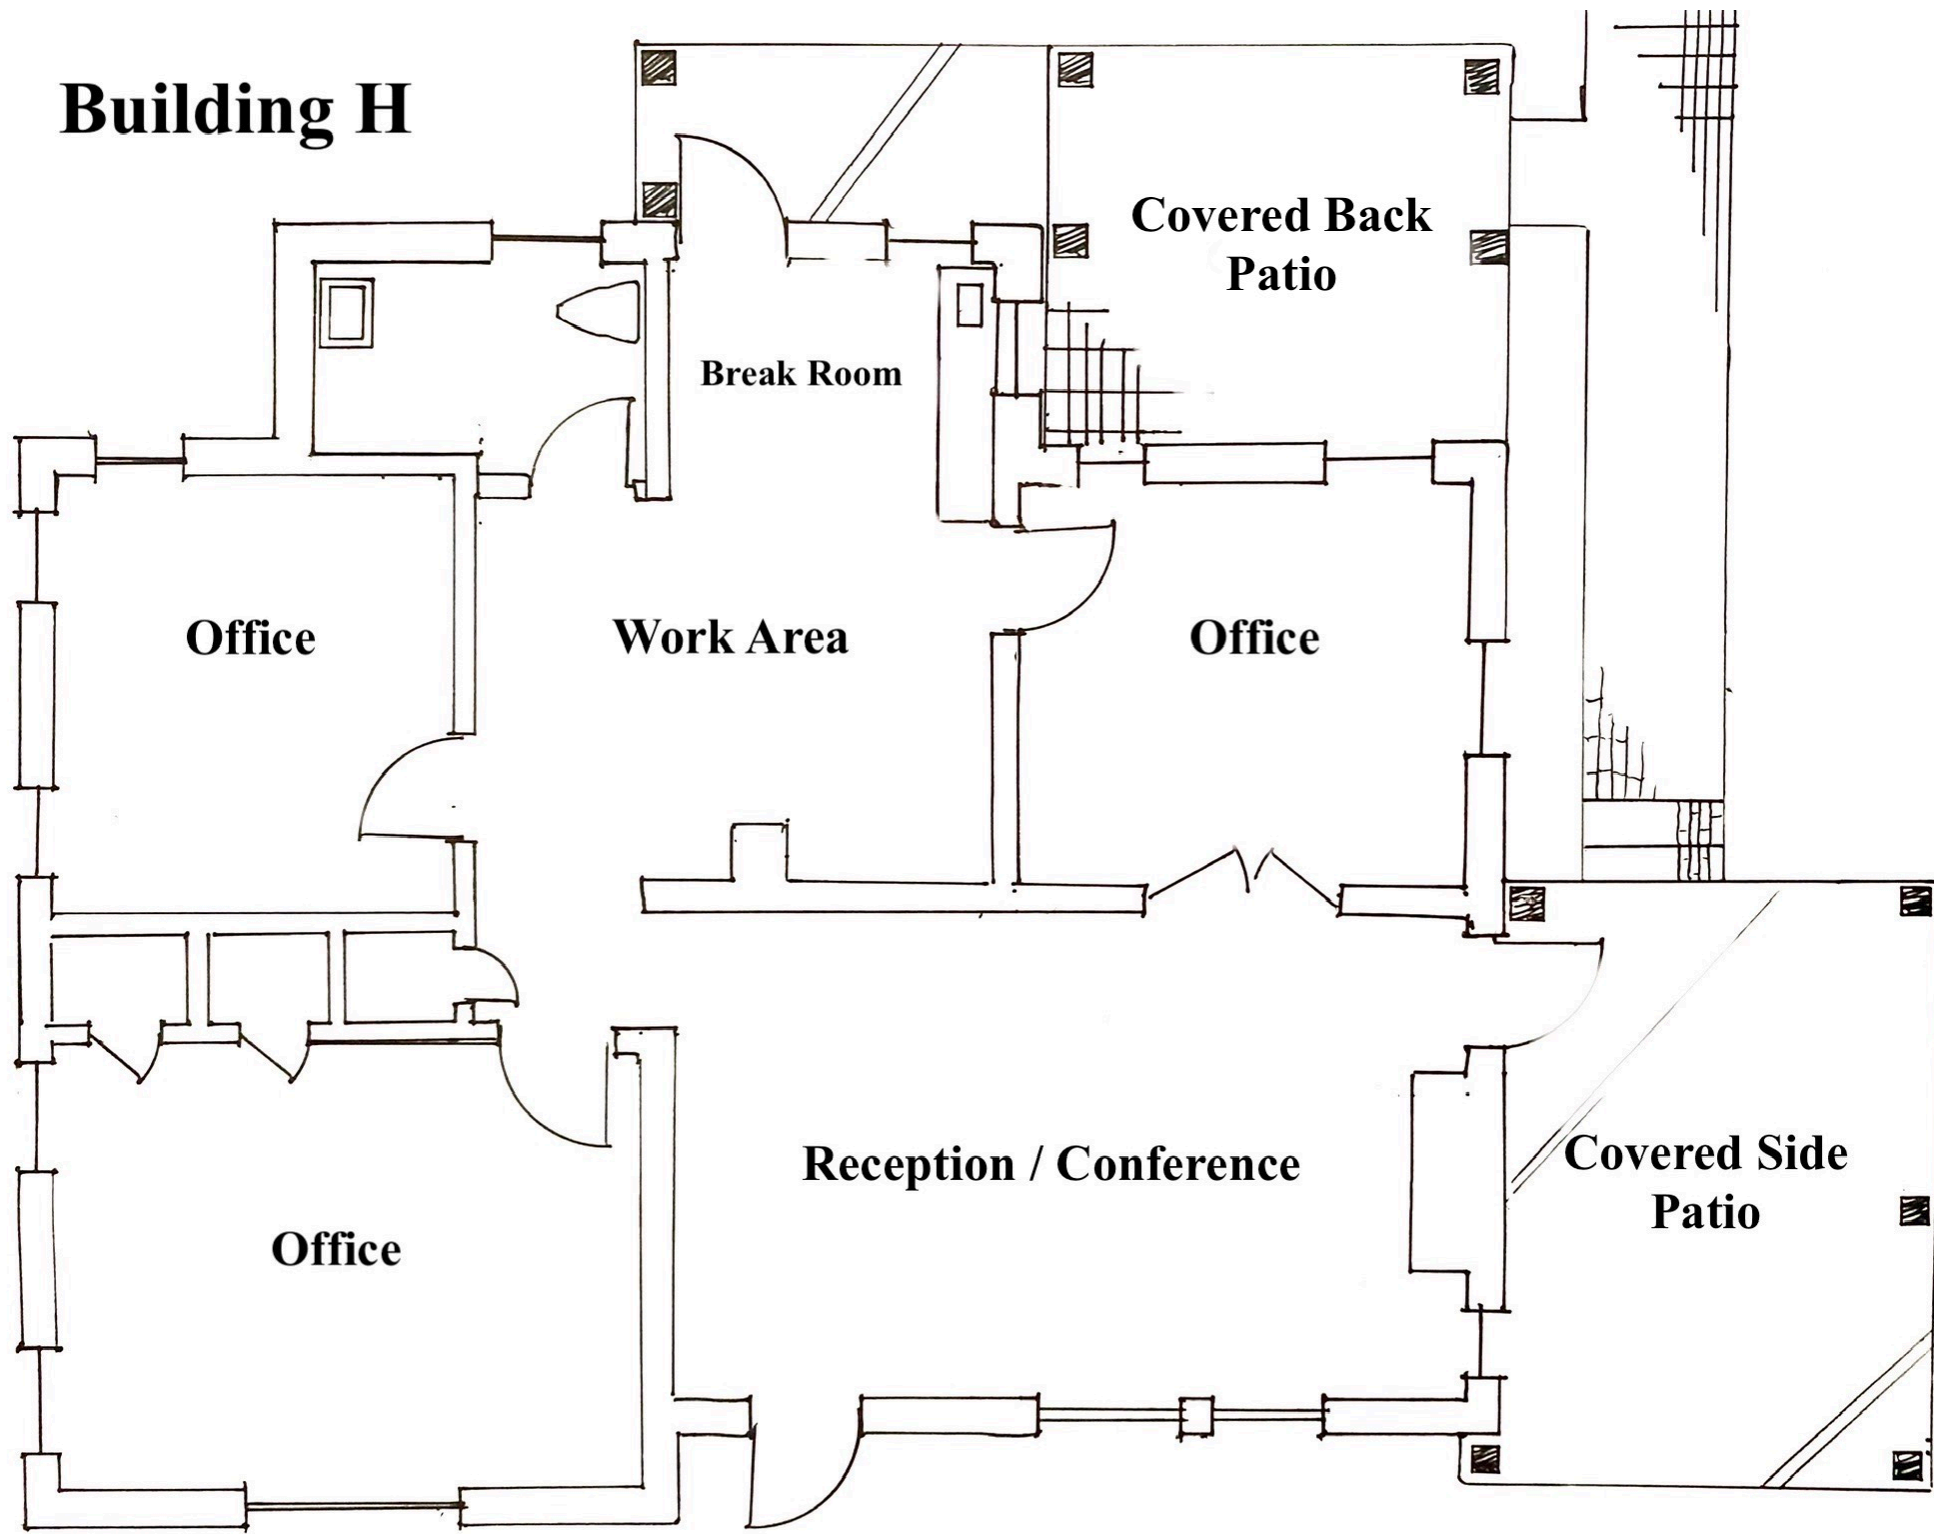 Building H
Covered Back
Patio
Break Room
Office
Work Area
Office
Covered Side
Patio
Reception / Conference
Office